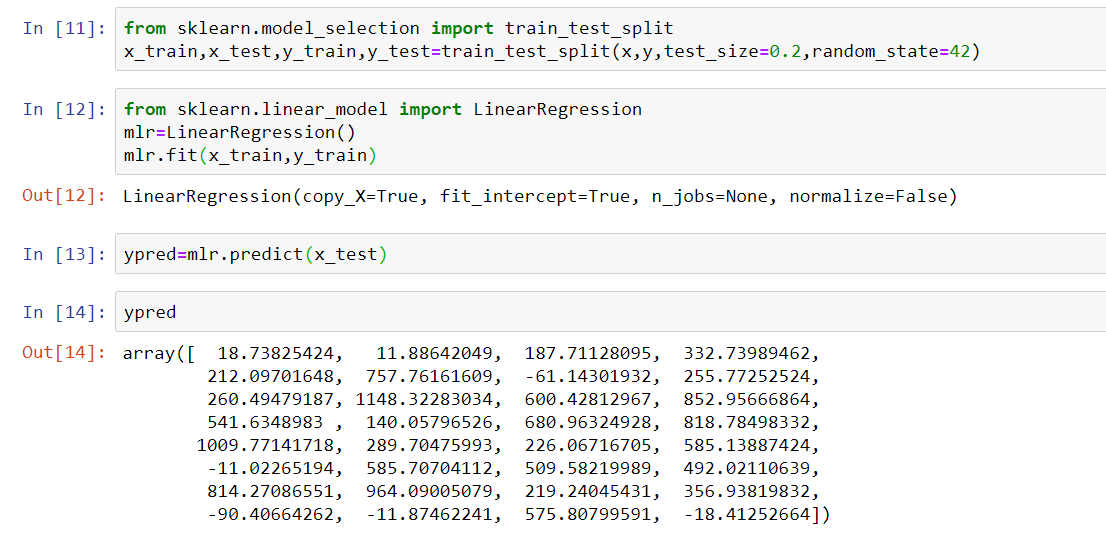 In [11]: from sklearn.model_selection import train_test_split
x_train,x_test,y_train,y_test=train_test_split(x,y,test_size=0.2,random_state=42)
In [12]: from sklearn.linear_model import LinearRegression
mlr=LinearRegression()
mlr.fit(x_train,y_train)
Out[12]: LinearRegression(copy_X=True, fit_intercept=True, n_jobs=None, normalize=False)
In [13]: ypred=mlr.predict(x_test)
In [14]: ypred
Out[14]: array([  18.73825424,   11.88642049,  187.71128095,  332.73989462,
212.09701648,  757.76161609,  -61.14301932,  255.77252524,
260.49479187, 1148.32283034,  600.42812967,  852.95666864,
541.6348983 ,  140.05796526,  680.96324928,  818.78498332,
1009.77141718,  289.70475993,  226.06716705,  585.13887424,
-11.02265194,  585.70704112,  509.58219989,  492.02110639,
814.27086551,  964.09005079,  219.24045431,  356.93819832,
-90.40664262,  -11.87462241,  575.80799591,  -18.41252664])